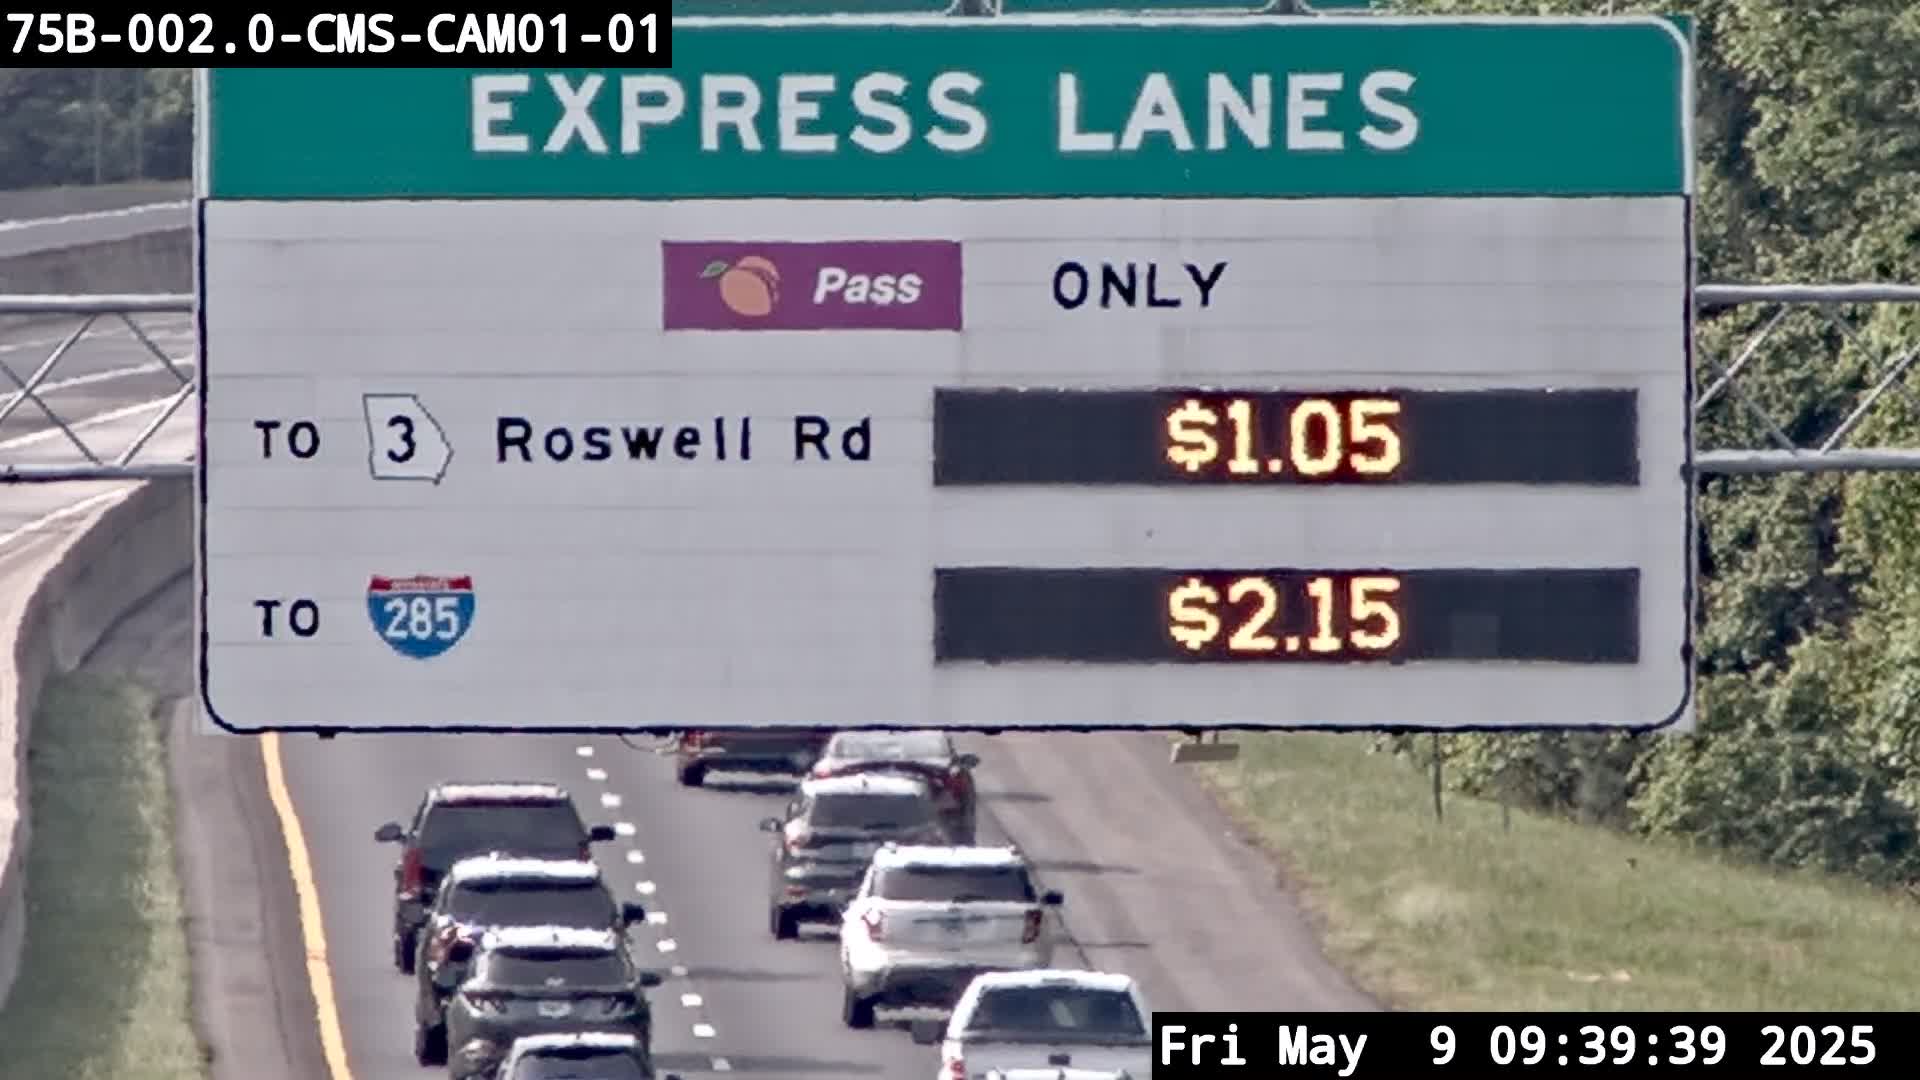 75B-002.0-CMS-CAM01-01
EXPRESS LANES
Pass ONLY
TO 3 Roswell Rd $1.05
TO 285 $2.15
Fri May 9 09:39:39 2025